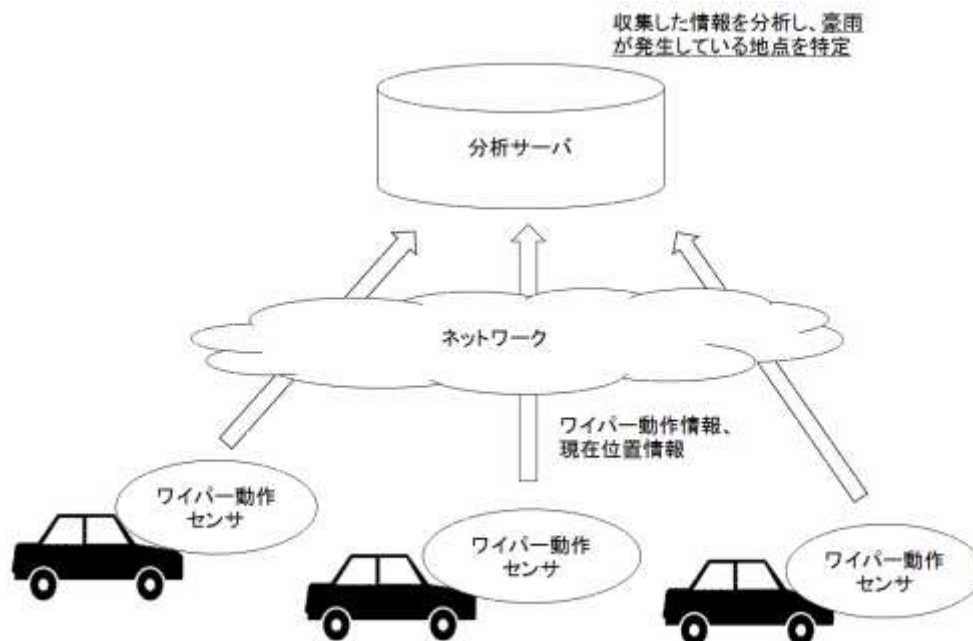 収集した情報を分析し、豪雨
が発生している地点を特定
分析サーバ
ネットワーク
ワイパー動作情報、
現在位置情報
ワイパー動作
センサ
ワイパー動作
センサ
ワイパー動作
センサ